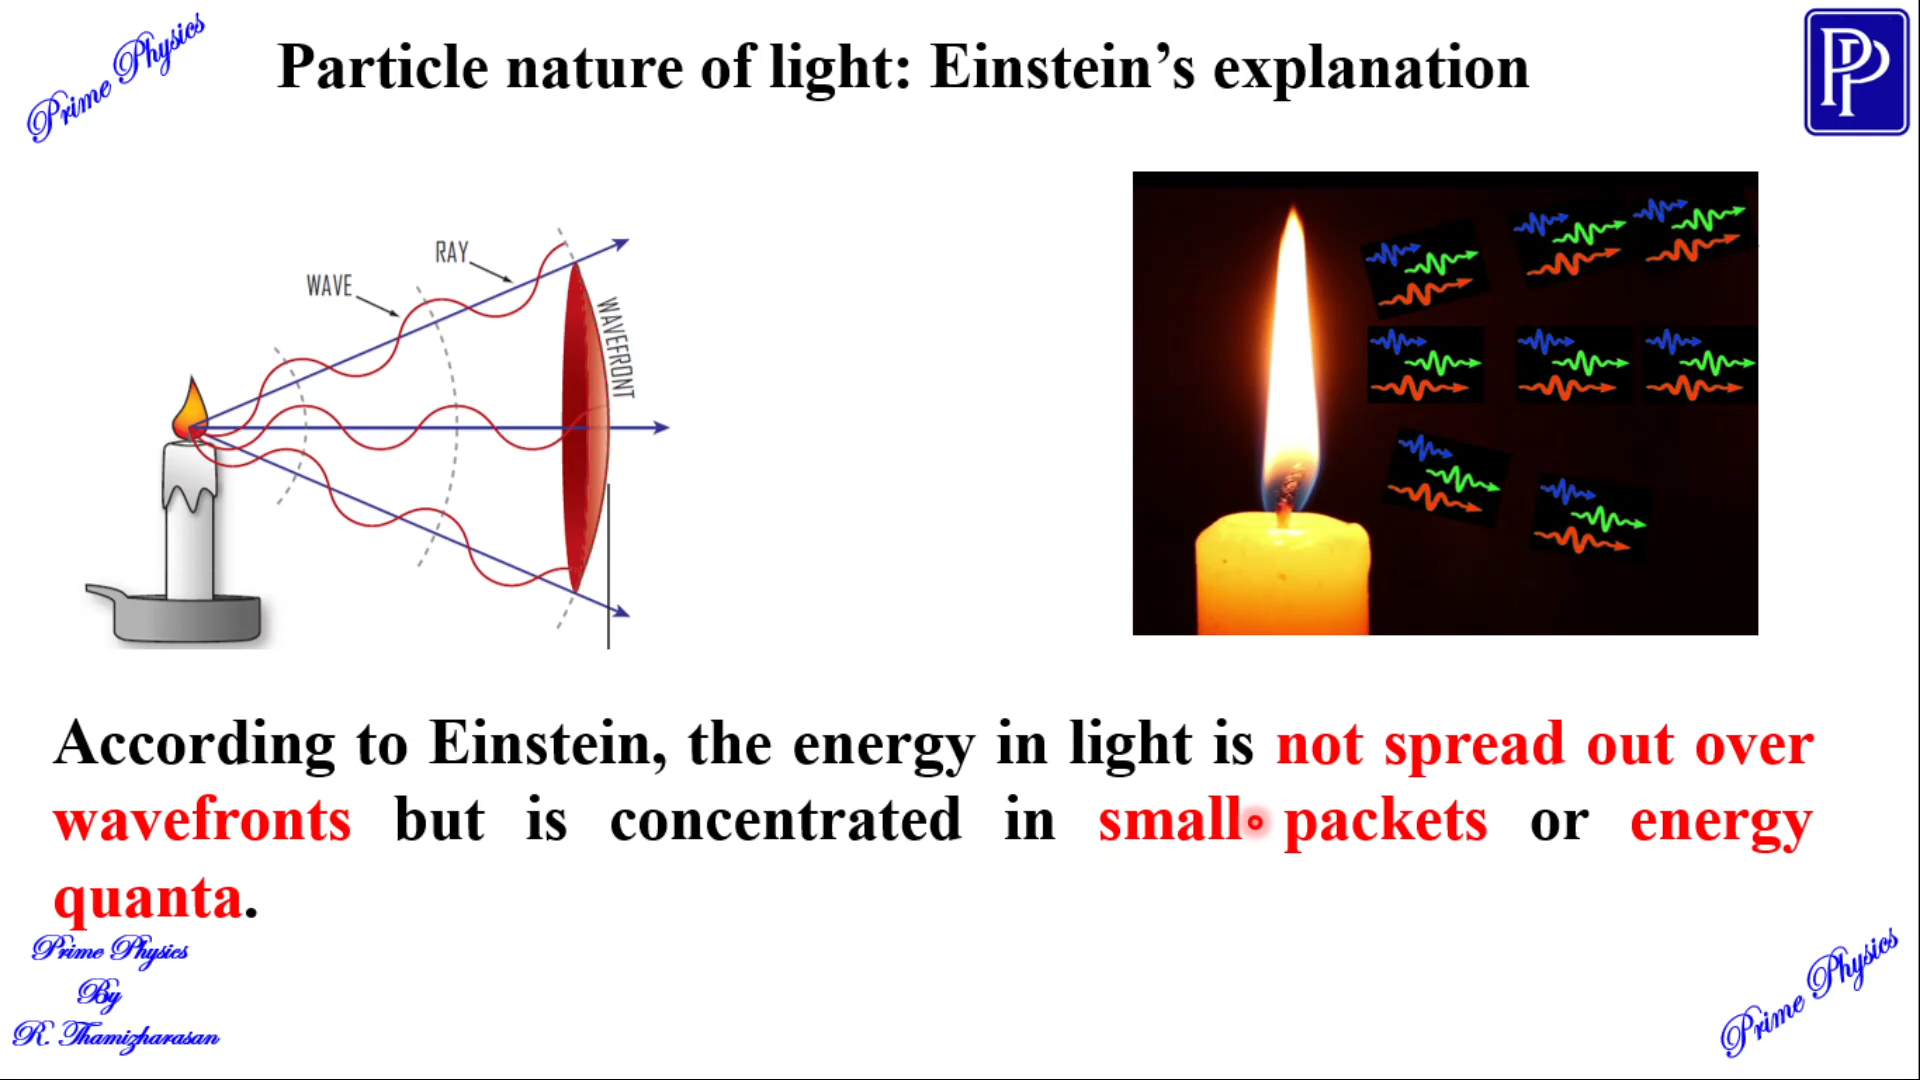 Prime Physics
Particle nature of light: Einstein’s explanation
PP
RAY
WAVE
WAVEFRONT
According to Einstein, the energy in light is not spread out over
wavefronts but is concentrated in small packets or energy
quanta.
Prime Physics
By
R. Thamizharasan
Prime Physics